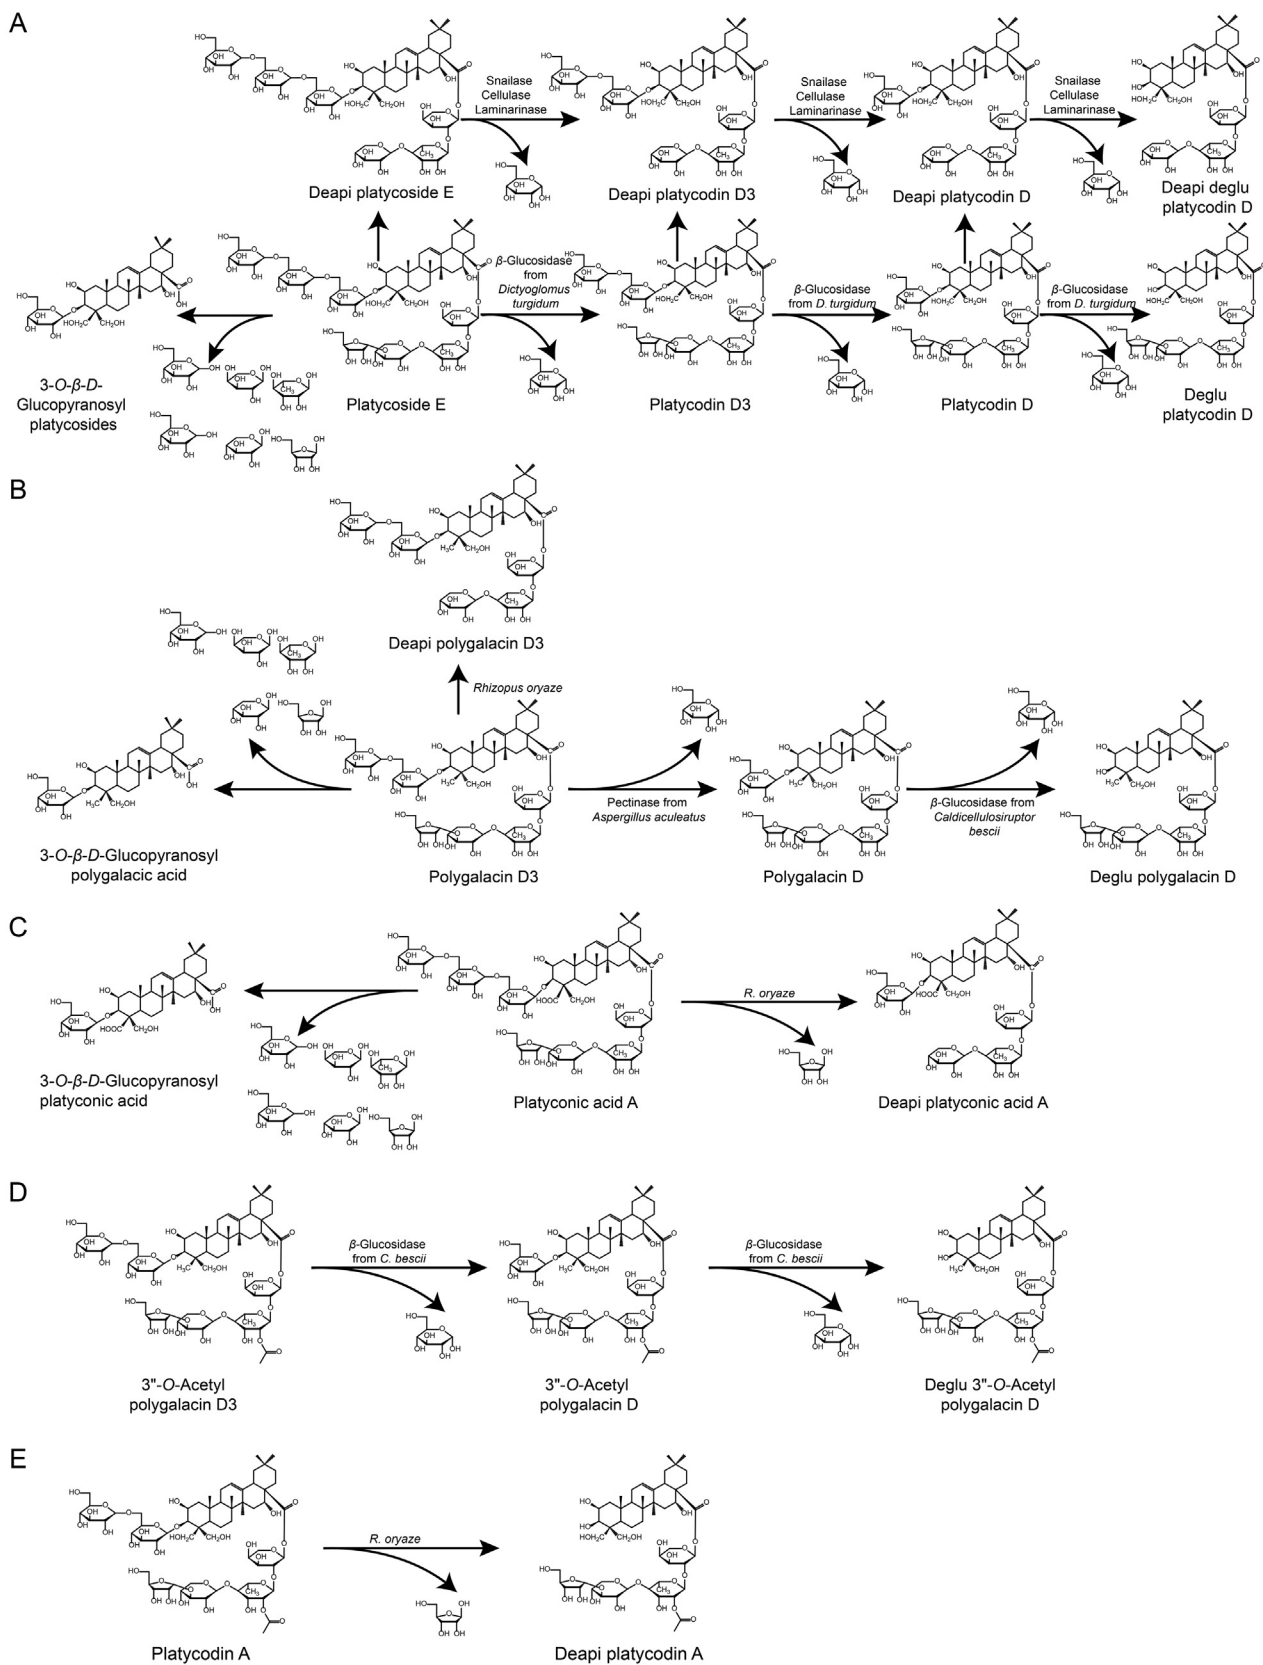 A
Snailase
Cellulase
Laminarinase
Snailase
Cellulase
Laminarinase
Snailase
Cellulase
Laminarinase
Deapi platycoside E
Deapi platycodin D3
Deapi platycodin D
Deapi deglu
platycodin D
β-Glucosidase
from
Dictyoglomus
turgidum
β-Glucosidase
from D. turgidum
β-Glucosidase
from D. turgidum
3-O-β-D-
Glucopyranosyl
platycosides
Platycoside E
Platycodin D3
Platycodin D
Deglu
platycodin D
B
Deapi polygalacin D3
Rhizopus oryaze
Pectinase from
Aspergillus aculeatus
β-Glucosidase from
Caldicellulosiruptor
bescii
3-O-β-D-Glucopyranosyl
polygalacic acid
Polygalacin D3
Polygalacin D
Deglu polygalacin D
C
R. oryaze
3-O-β-D-Glucopyranosyl
platyconic acid
Platyconic acid A
Deapi platyconic acid A
D
β-Glucosidase
from C. bescii
β-Glucosidase
from C. bescii
3"-O-Acetyl
polygalacin D3
3"-O-Acetyl
polygalacin D
Deglu 3"-O-Acetyl
polygalacin D
E
R. oryaze
Platycodin A
Deapi platycodin A